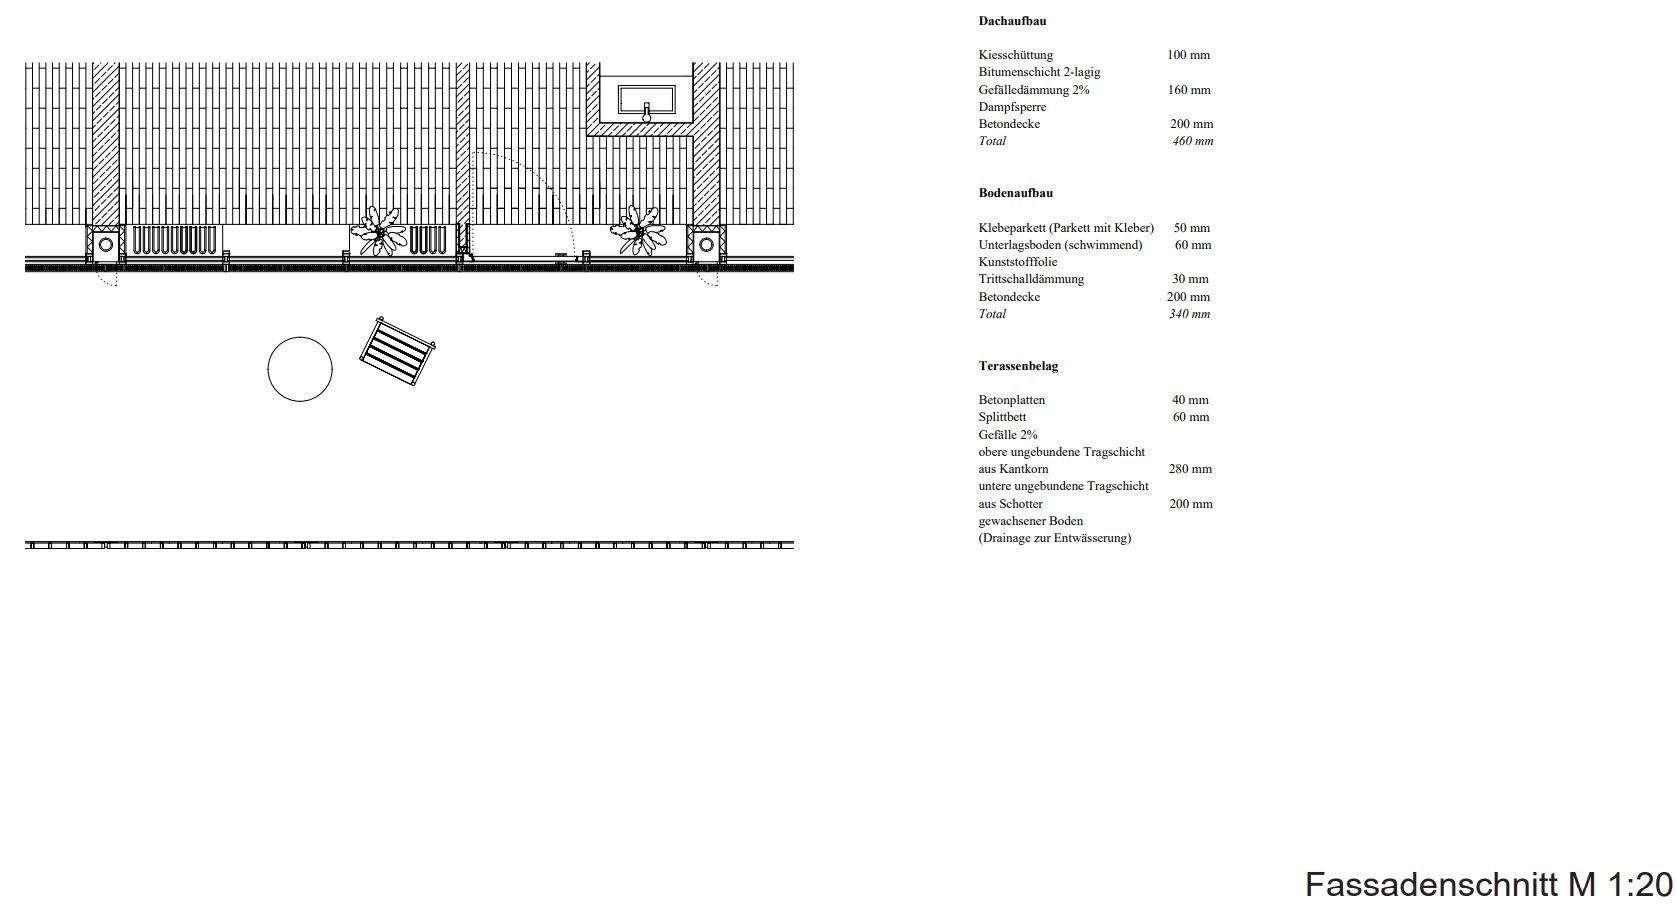 Dachaufbau
Kiesschüttung 100 mm
Bitumenschicht 2-lagig
Gefälledämmung 2% 160 mm
Dampfsperre
Betondecke 200 mm
Total 460 mm
Bodenaufbau
Klebeparkett (Parkett mit Kleber) 50 mm
Unterlagsboden (schwimmend) 60 mm
Kunststofffolie
Trittschalldämmung 30 mm
Betondecke 200 mm
Total 340 mm
Terassenbelag
Betonplatten 40 mm
Splittbett 60 mm
Gefälle 2%
obere ungebundene Tragschicht
aus Kantkorn 280 mm
untere ungebundene Tragschicht
aus Schotter 200 mm
gewachsener Boden
(Drainage zur Entwässerung)
Fassadenschnitt M 1:20